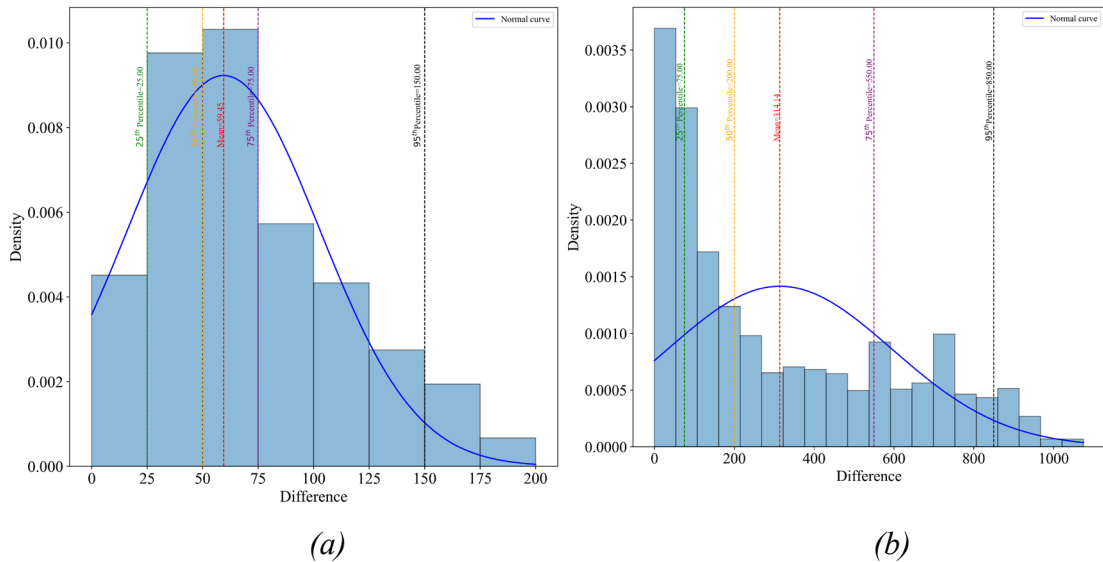 Normal curve
0.010
0.008
0.006
0.004
0.002
0.000
Density
25th Percentile=25.00
Mean=59.45
75th Percentile=75.00
95th Percentile=150.00
0 25 50 75 100 125 150 175 200
Difference
(a)
Normal curve
0.0035
0.0030
0.0025
0.0020
0.0015
0.0010
0.0005
0.0000
Density
25th Percentile=75.00
50th Percentile=200.00
Mean=314.14
75th Percentile=550.00
95th Percentile=850.00
0 200 400 600 800 1000
Difference
(b)